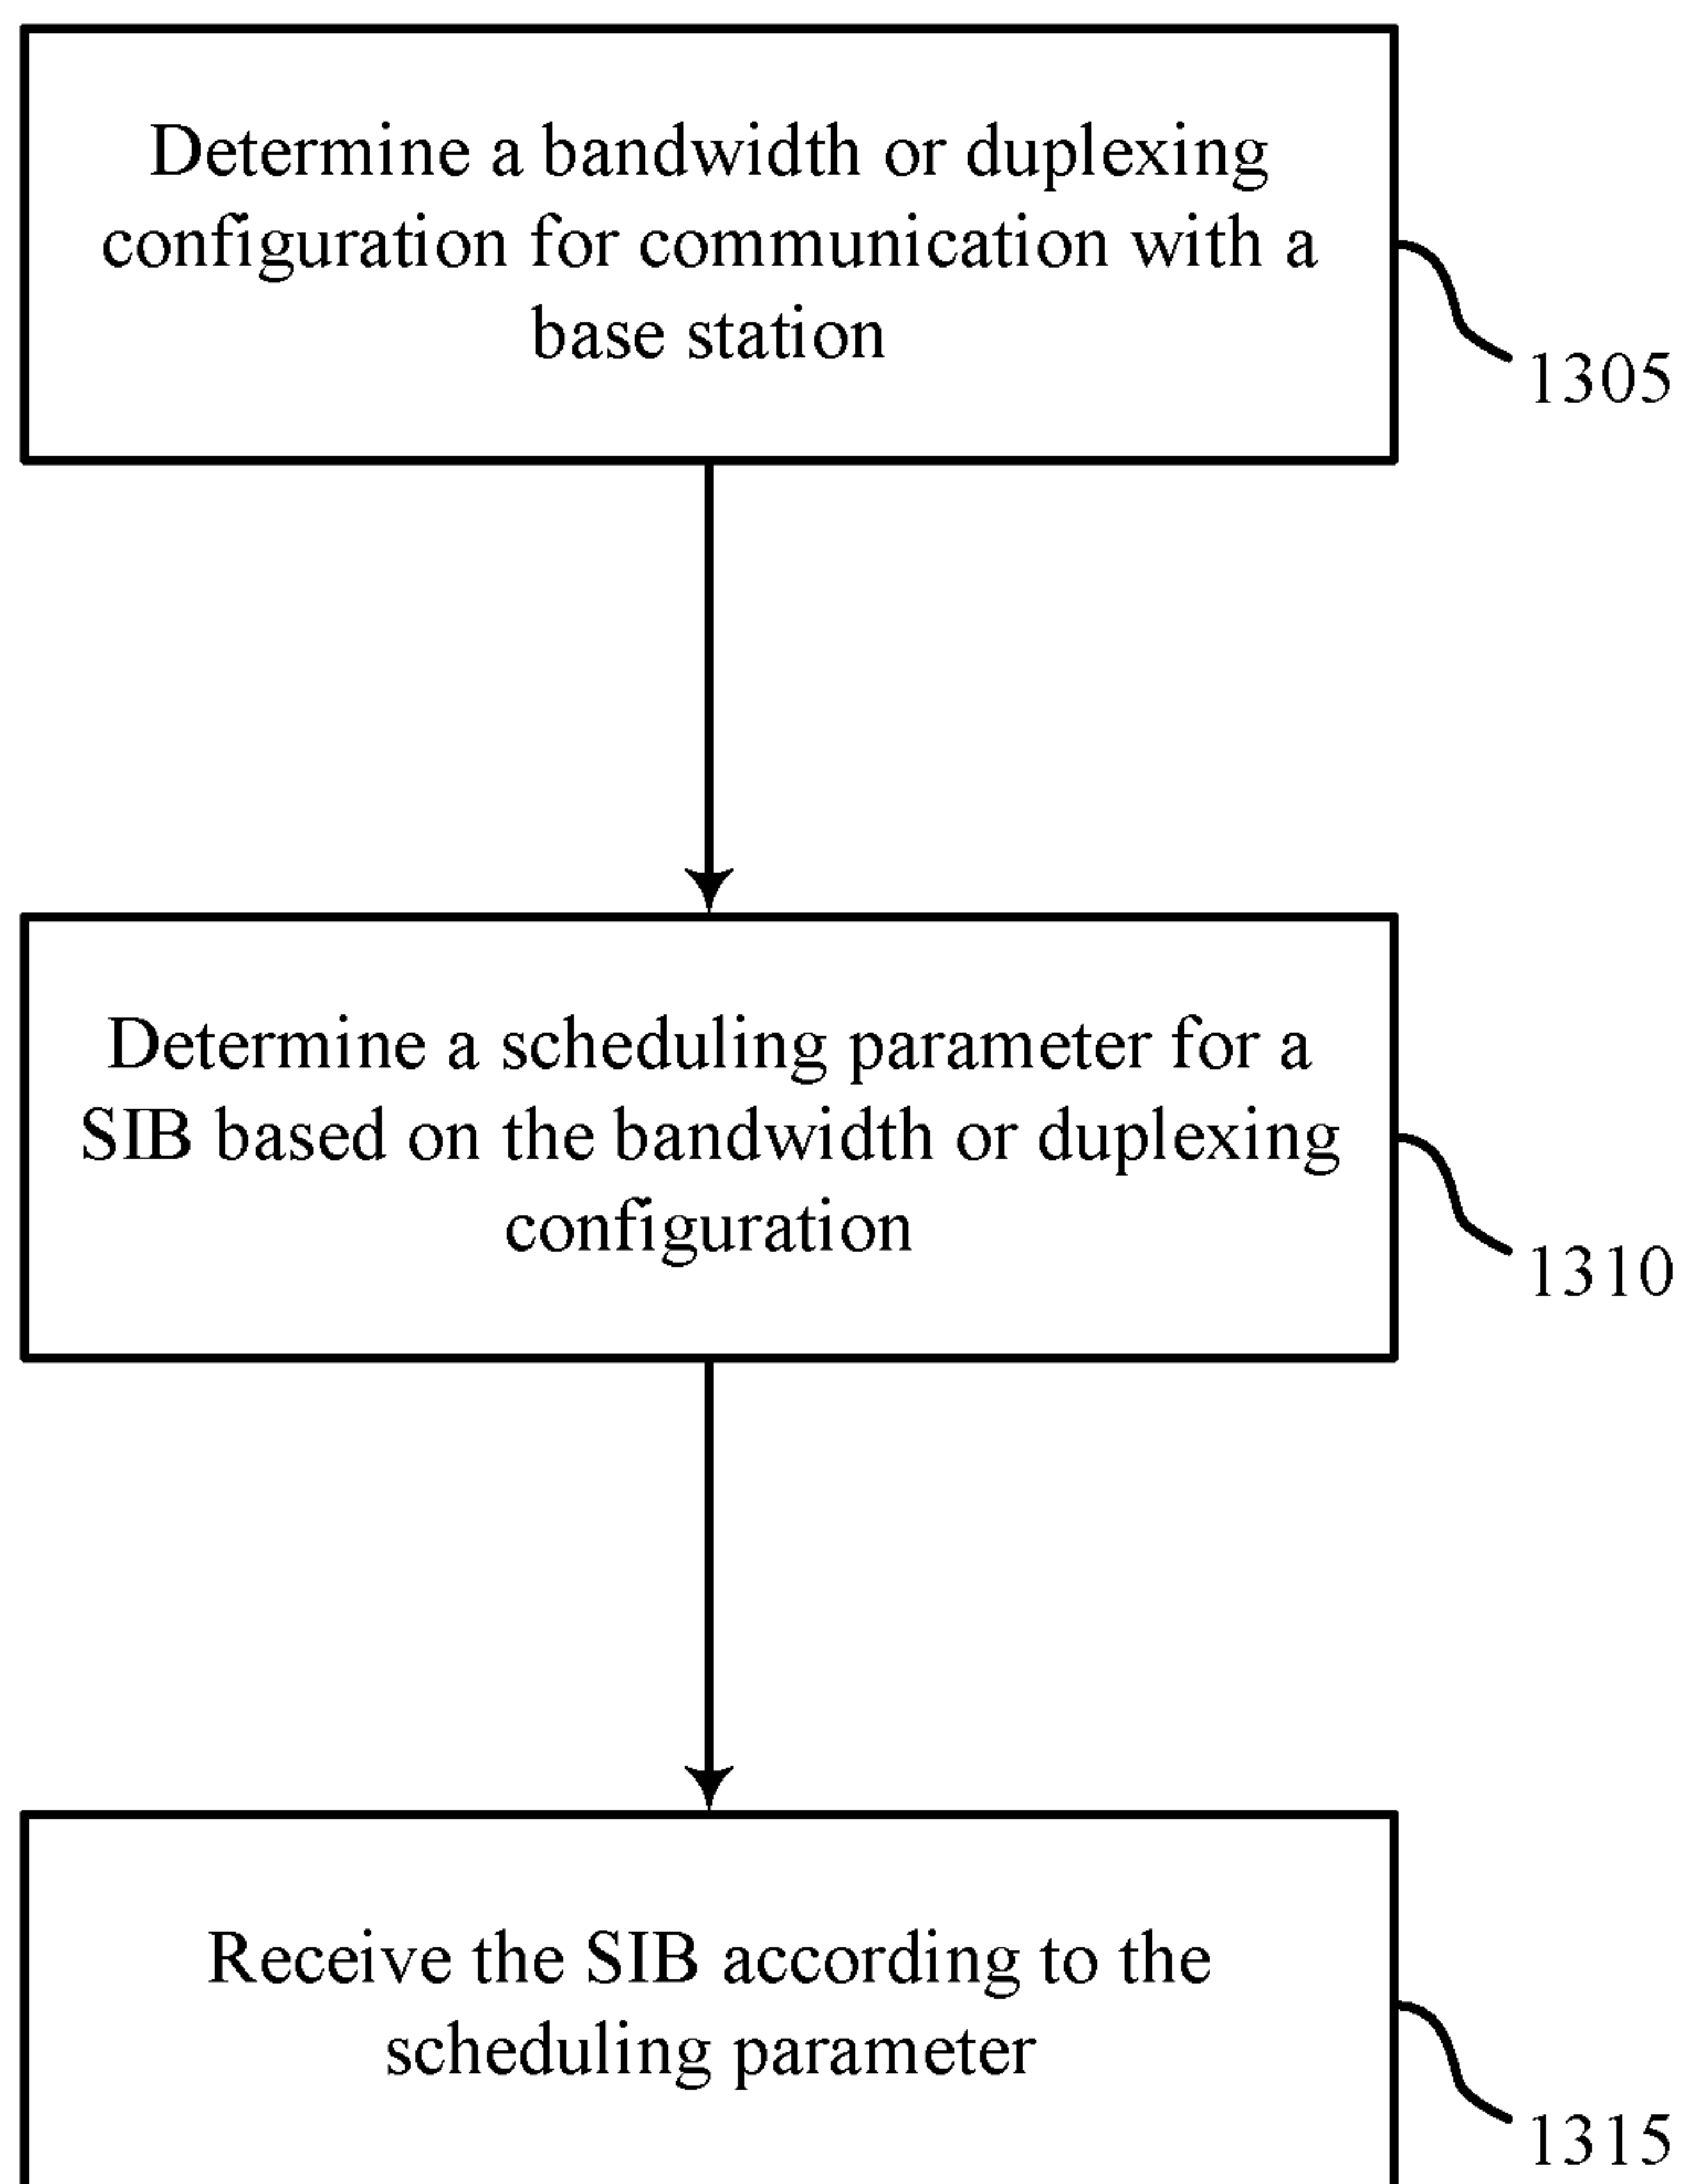 Determine a bandwidth or duplexing
configuration for communication with a
base station
1305
Determine a scheduling parameter for a
SIB based on the bandwidth or duplexing
configuration
1310
Receive the SIB according to the
scheduling parameter
1315